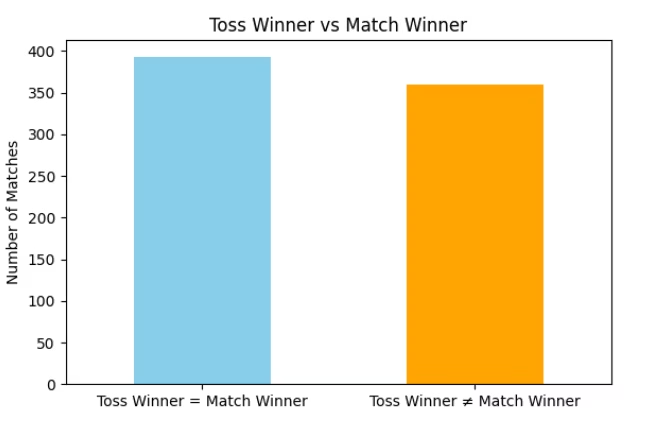 Toss Winner vs Match Winner
Number of Matches
400
350
300
250
200
150
100
50
0
Toss Winner = Match Winner
Toss Winner ≠ Match Winner